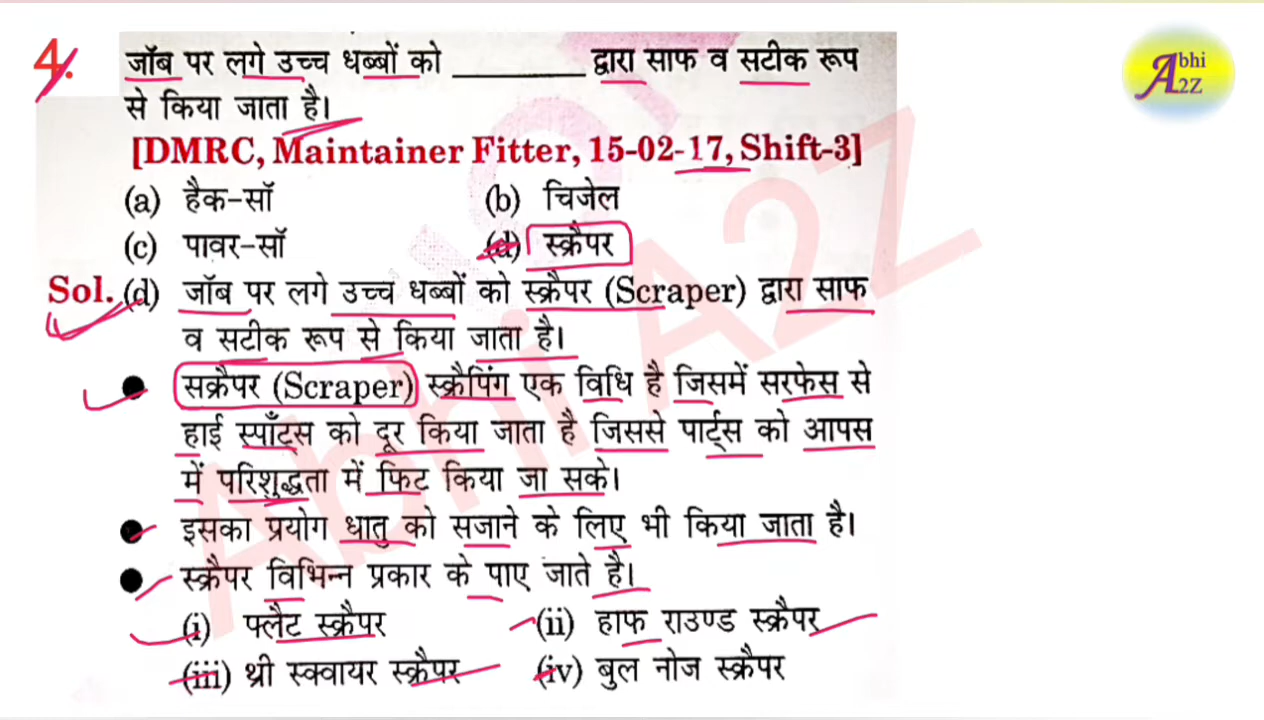 4.
जॉब पर लगे उच्च धब्बों को ________ द्वारा साफ व सटीक रूप
से किया जाता है।
[DMRC, Maintainer Fitter, 15-02-17, Shift-3]
(a) हैक-सॉ (b) चिजेल
(c) पावर-सॉ (d) स्क्रैपर
Sol. (d) जॉब पर लगे उच्च धब्बों को स्क्रैपर (Scraper) द्वारा साफ
व सटीक रूप से किया जाता है।
● सक्रैपर (Scraper) स्क्रैपिंग एक विधि है जिसमें सरफेस से
हाई स्पॉट्स को दूर किया जाता है जिससे पार्ट्स को आपस
में परिशुद्धता में फिट किया जा सके।
● इसका प्रयोग धातु को सजाने के लिए भी किया जाता है।
● स्क्रैपर विभिन्न प्रकार के पाए जाते है।
(i) फ्लैट स्क्रैपर (ii) हाफ राउण्ड स्क्रैपर
(iii) थ्री स्क्वायर स्क्रैपर (iv) बुल नोज स्क्रैपर
Abhi A2Z
Abhi A2Z